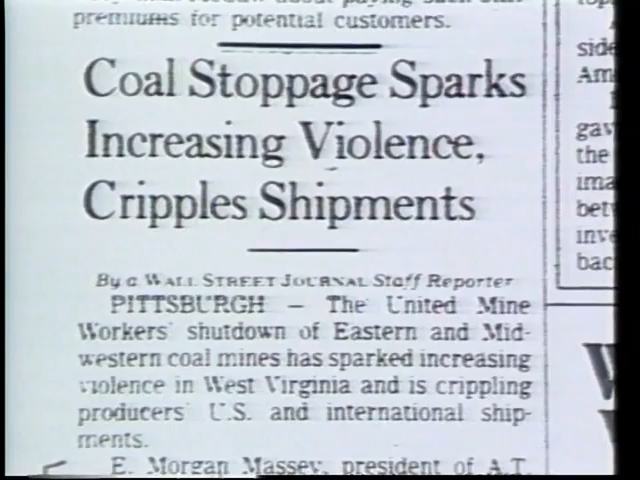 premiums for potential customers.
Coal Stoppage Sparks
Increasing Violence,
Cripples Shipments
By a WALL STREET JOURNAL Staff Reporter
PITTSBURGH — The United Mine
Workers' shutdown of Eastern and Mid-
western coal mines has sparked increasing
violence in West Virginia and is crippling
producers' U.S. and international ship-
ments.
E. Morgan Massey, president of A.T.
side
Am
gav
the
ima
betw
inve
bac